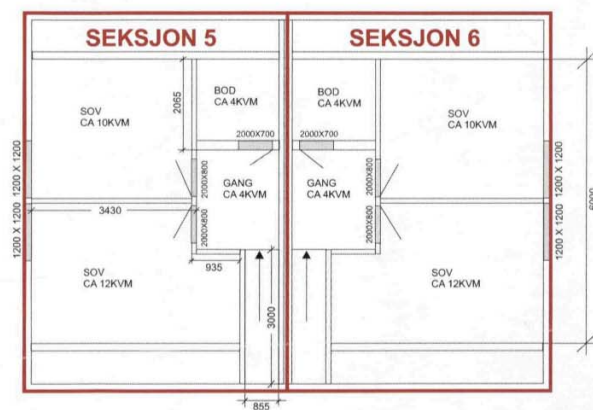 SEKSJON 5
SEKSJON 6
SOV
CA 10KVM
2065
BOD
CA 4KVM
2000X700
BOD
CA 4KVM
2000X700
SOV
CA 10KVM
1200 X 1200
1200 X 1200
3430
2000X800
2000X800
GANG
CA 4KVM
GANG
CA 4KVM
2000X800
2000X800
1200 X 1200
1200 X 1200
6000
SOV
CA 12KVM
935
3000
SOV
CA 12KVM
855